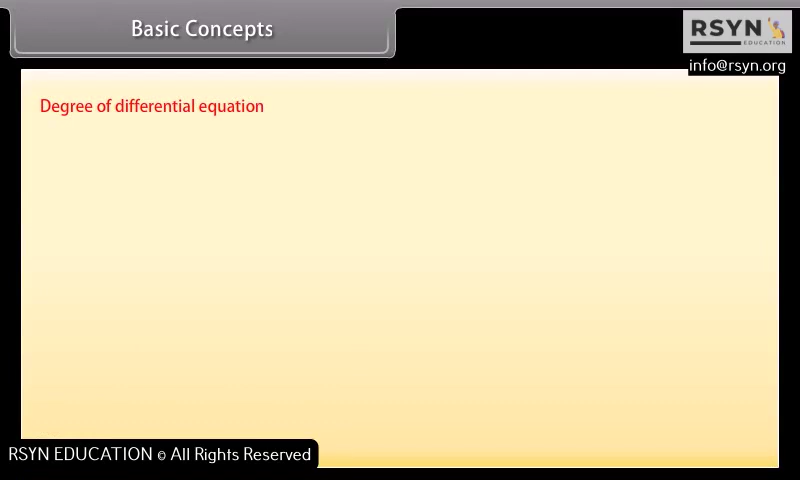 Basic Concepts
RSYN
EDUCATION
info@rsyn.org
Degree of differential equation
RSYN EDUCATION © All Rights Reserved